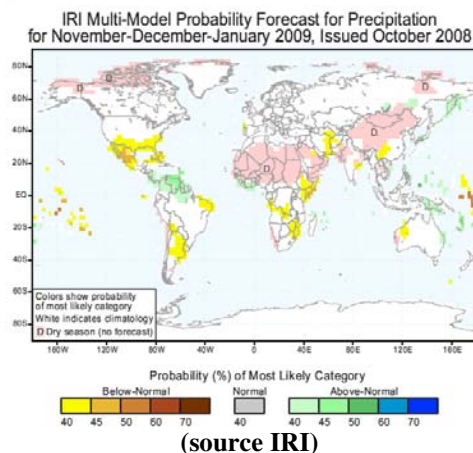 IRI Multi-Model Probability Forecast for Precipitation
for November-December-January 2009, Issued October 2008
80N
60N
40N
20N
EQ
20S
40S
60S
80S
D
D
D
D
D
Colors show probability
of most likely category
White indicates climatology
D Dry season (no forecast)
160W 120W 80W 40W 0 40E 80E 120E 160E
Probability (%) of Most Likely Category
Below-Normal Normal Above-Normal
40 45 50 60 70 40 40 45 50 60 70
(source IRI)